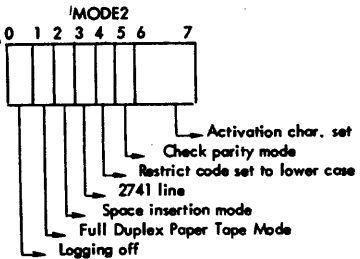 MODE2
0 1 2 3 4 5 6 7
Activation char. set
Check parity mode
Restrict code set to lower case
2741 line
Space insertion mode
Full Duplex Paper Tape Mode
Logging off